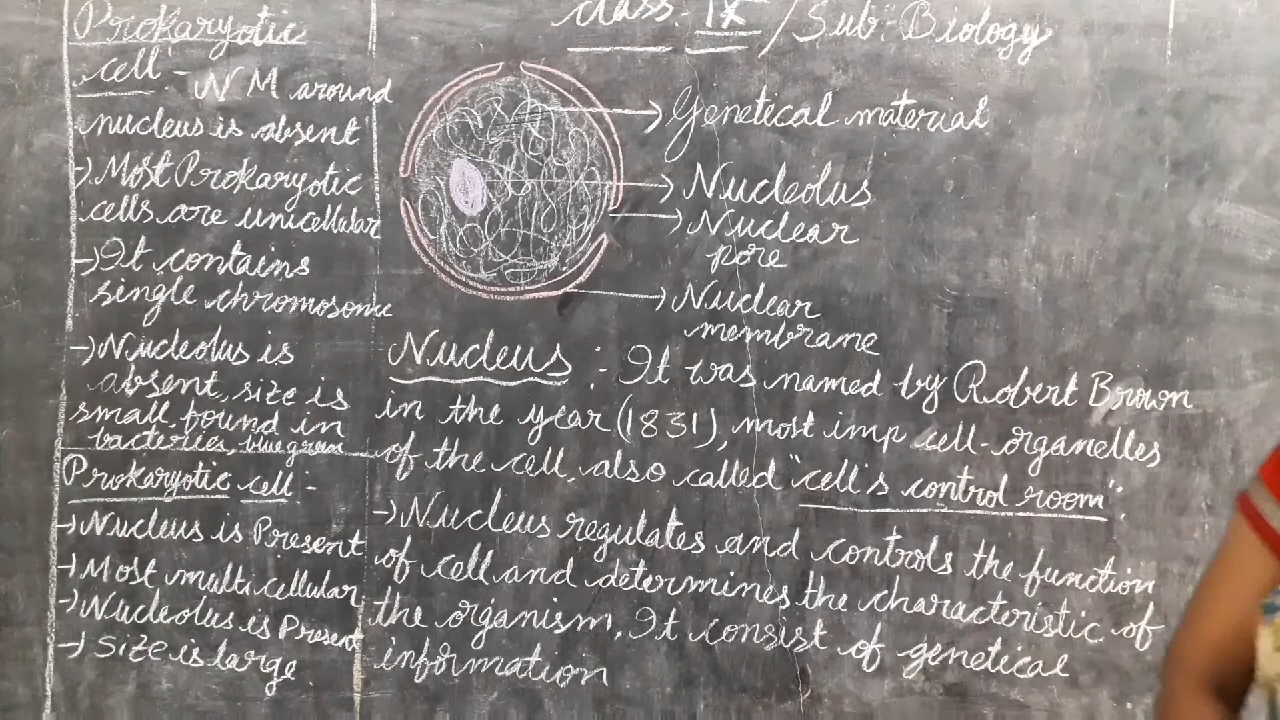 Prokaryotic
cell :- N M around
nucleus is absent
→ Most Prokaryotic
cells are unicellular
→ It contains
single chromosome
→ Nucleolus is
absent, size is
small, found in
bacteries, blue green
Prokaryotic cell -
→ Nucleus is Present
→ Most multicellular
→ Nucleolus is Present
→ Size is large
class - IX / Sub:- Biology
→ Genetical material
→ Nucleolus
→ Nuclear
pore
→ Nuclear
membrane
Nucleus :- It was named by Robert Brown
in the year (1831), most imp cell-organelles
of the cell, also called "cell's control room".
→ Nucleus regulates and controls the function
of cell and determines the characteristic of
the organism. It consist of genetical
information